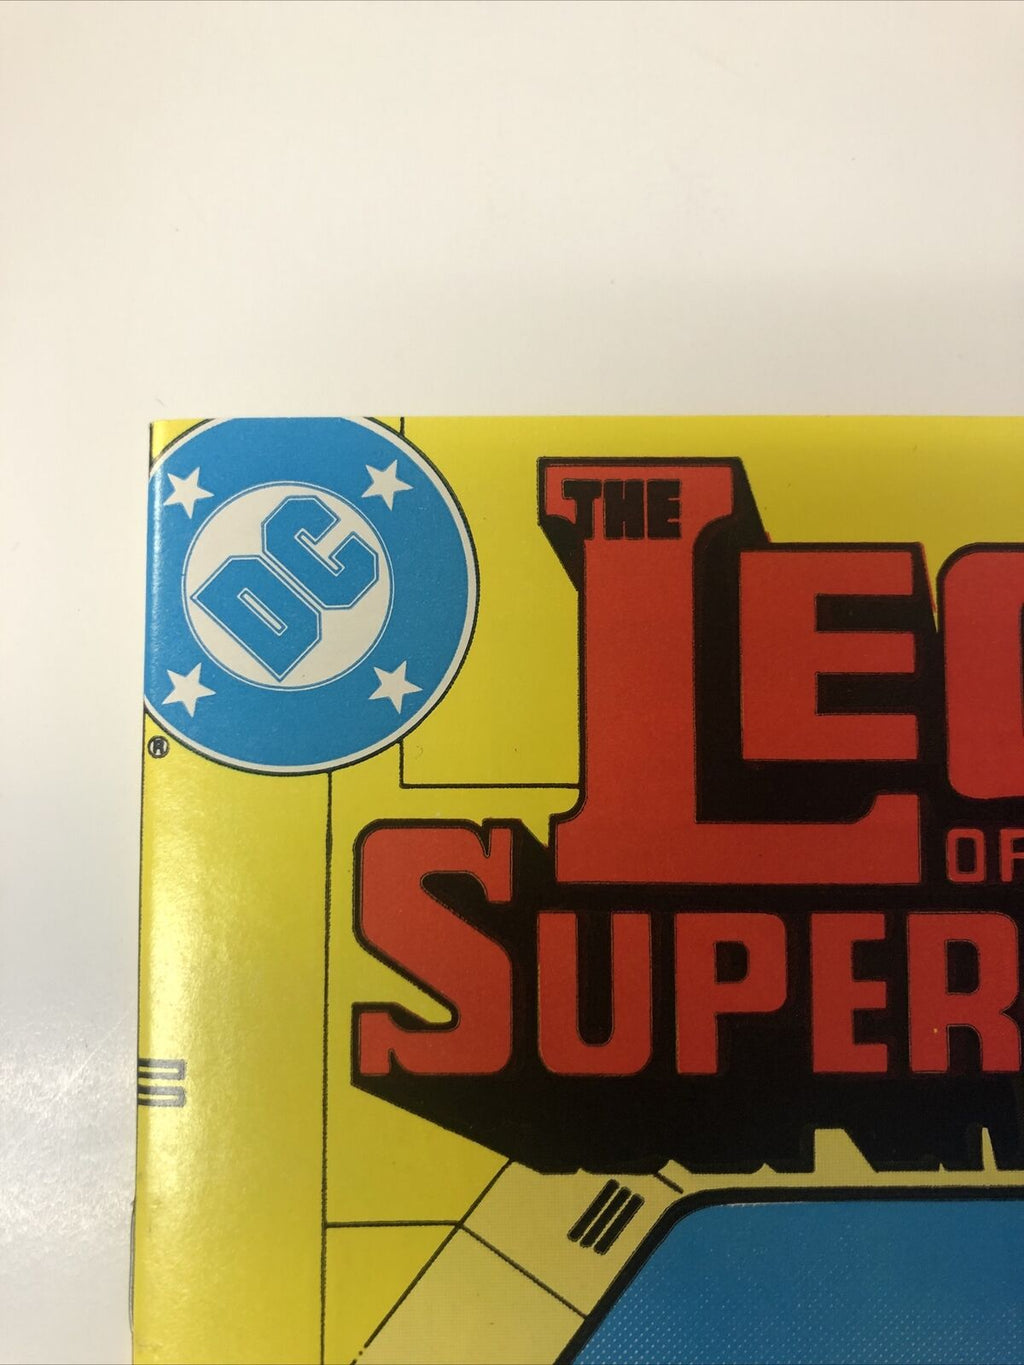 DC
®
THE
LEG
OF
SUPER